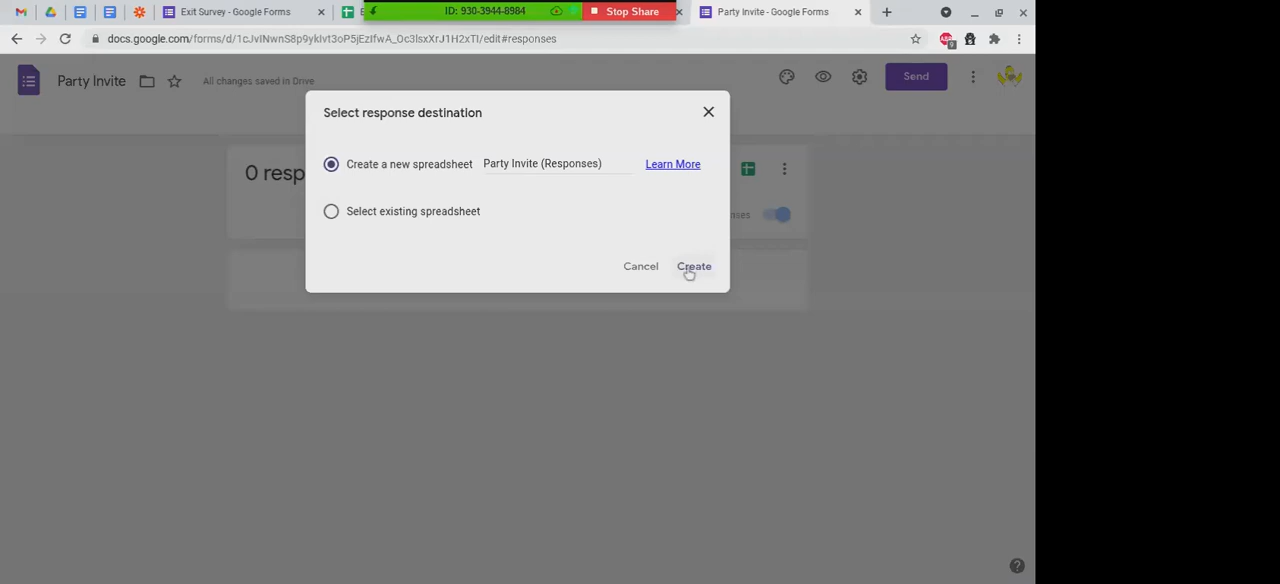 Exit Survey - Google Forms
ID: 930-3944-8984
Stop Share
Party Invite - Google Forms
docs.google.com/forms/d/1cJviNwnS8p9ykIvt3oP5jEzIfwA_Oc3lsxXrJ1H2xTI/edit#responses
Party Invite
All changes saved in Drive
Send
Select response destination
0 resp
Create a new spreadsheet
Party Invite (Responses)
Learn More
Select existing spreadsheet
nses
Cancel
Create